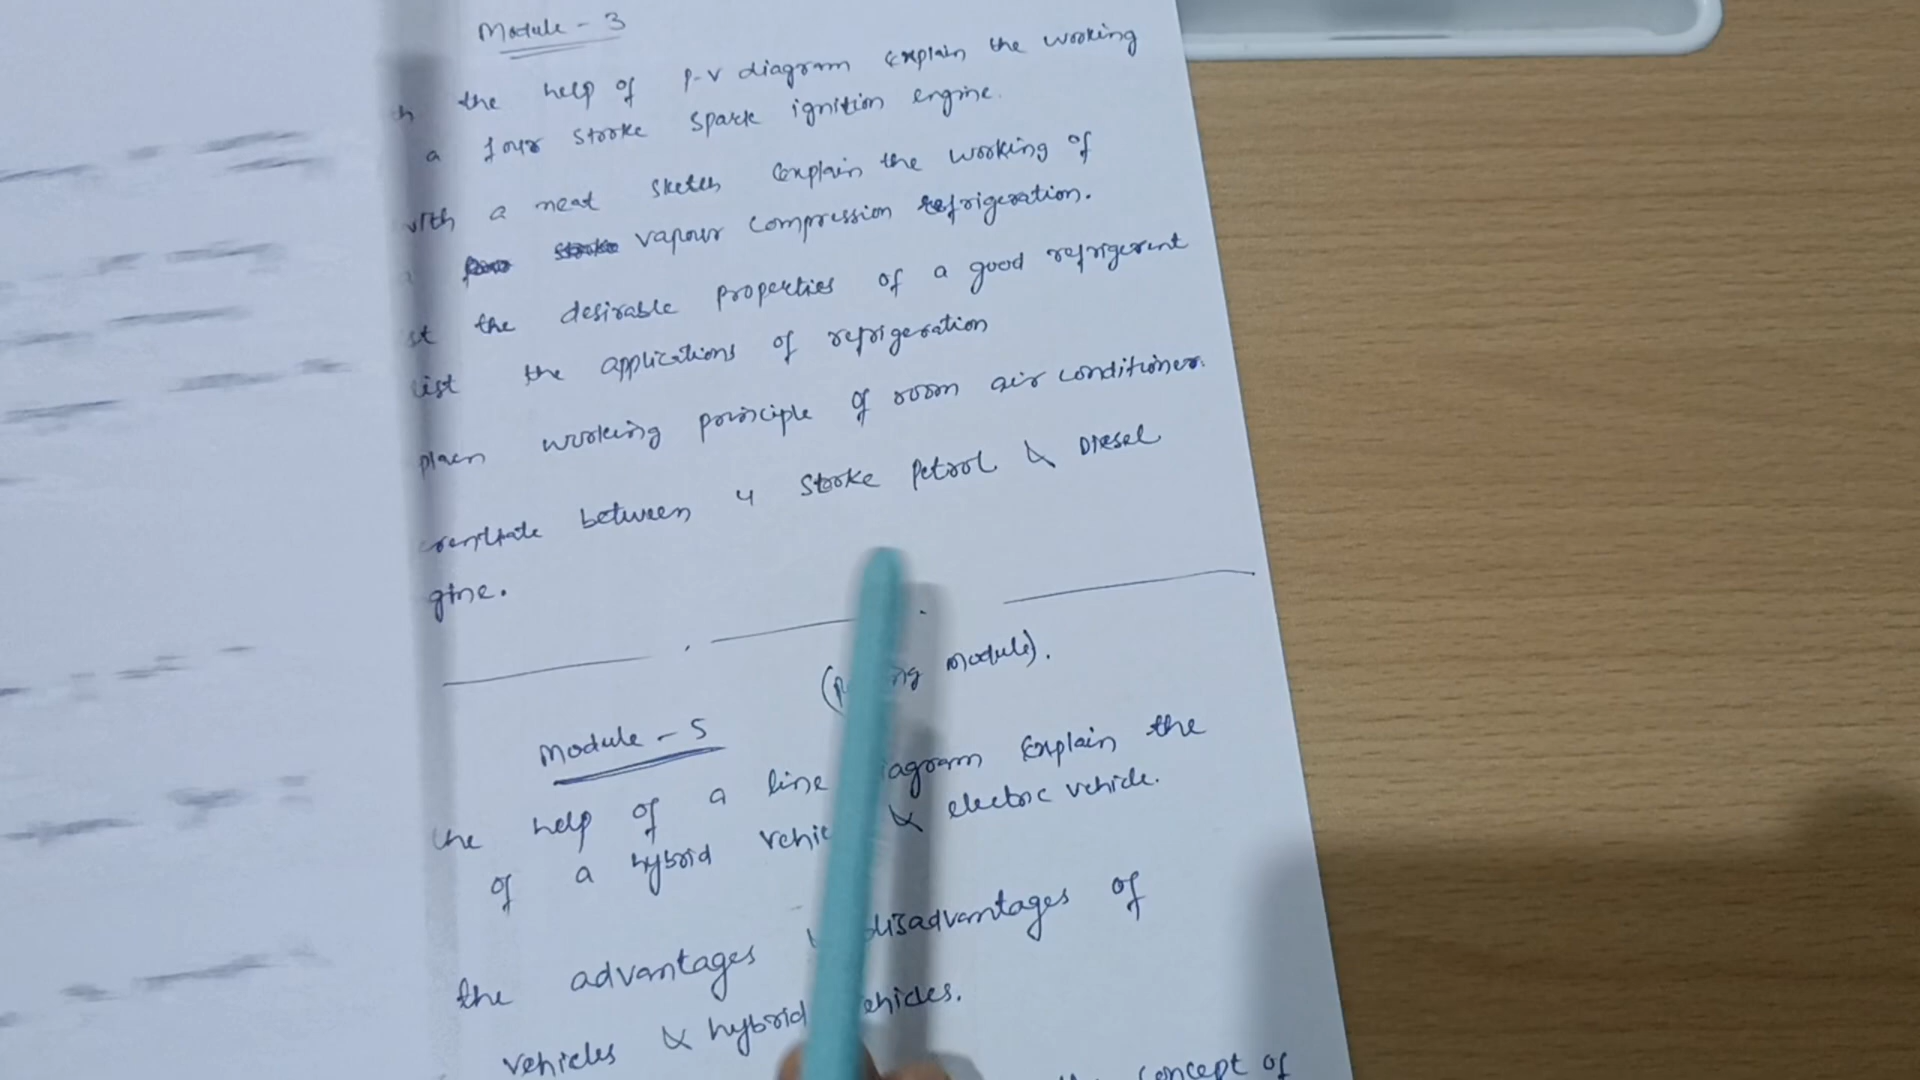 Module - 3
the help of p-v diagram explain the working
a four stroke spark ignition engine.
with a neat sketch explain the working of
vapour compression refrigeration.
st the desirable properties of a good refrigerent
list the applications of refrigeration
plaen working principle of room air conditioner.
between 4 stroke petrol & Diesel
gine.
module).
Module - 5
the help of a line agram Explain the
of a hybrid vehic & electric vehicle.
the advantages disadvantages of
vehicles & hybrid ehicles.
concept of